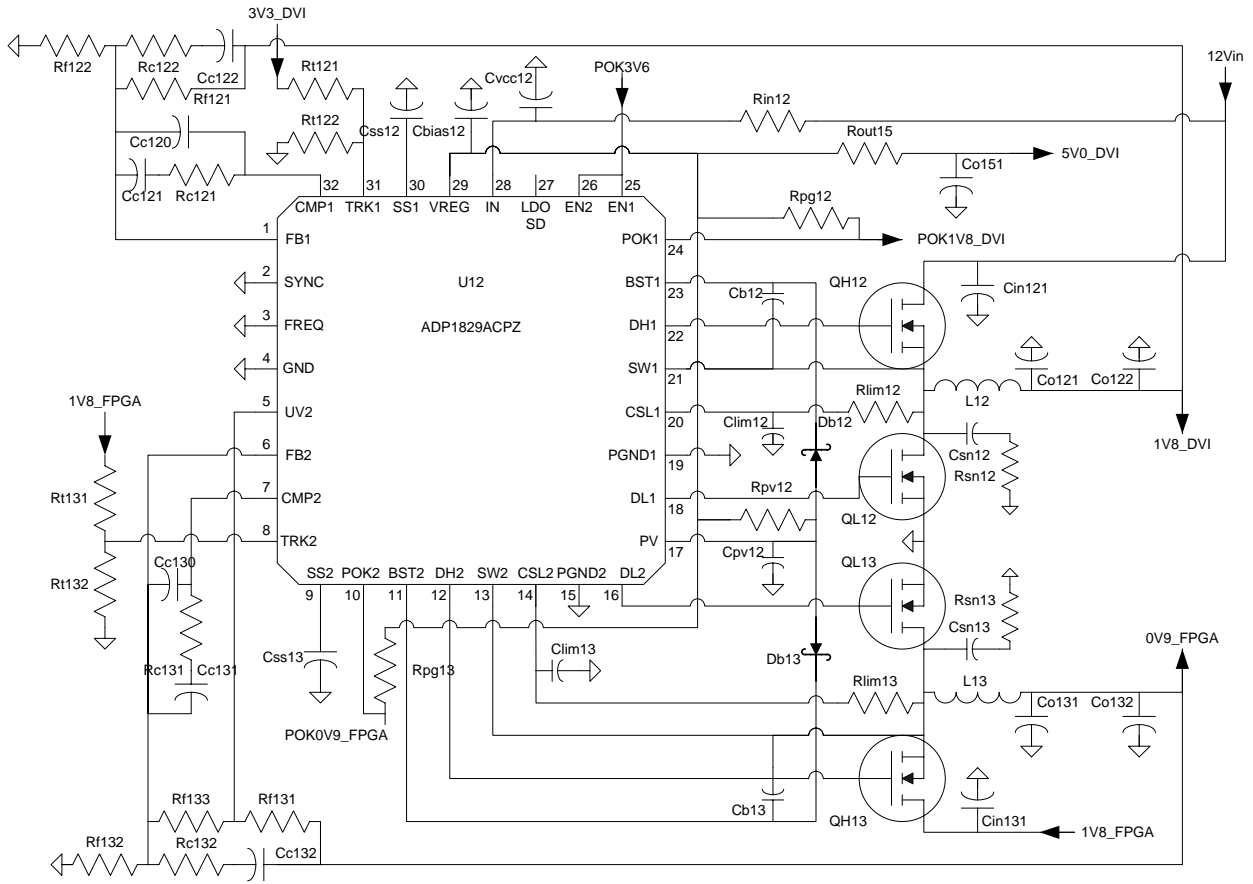 3V3_DVI
Rf122
Rc122
Cc122
Rf121
Rt121
Rt122
Cc120
Cc121
Rc121
Css12
Cbias12
Cvcc12
POK3V6
Rin12
Rout15
12Vin
5V0_DVI
Co151
Rpg12
POK1V8_DVI
32 31 30 29 28 27 26 25
CMP1 TRK1 SS1 VREG IN LDO SD EN2 EN1
1 FB1
2 SYNC
3 FREQ
4 GND
5 UV2
6 FB2
7 CMP2
8 TRK2
U12
ADP1829ACPZ
POK1 24
BST1 23
DH1 22
SW1 21
CSL1 20
PGND1 19
DL1 18
PV 17
SS2 POK2 BST2 DH2 SW2 CSL2 PGND2 DL2
9 10 11 12 13 14 15 16
Cb12
QH12
Cin121
Co121
Co122
L12
Rlim12
Clim12
Db12
1V8_DVI
Csn12
Rsn12
Rpv12
QL12
Cpv12
QL13
Rsn13
Csn13
1V8_FPGA
Rt131
Rt132
Cc130
Rc131
Cc131
Css13
Rpg13
Clim13
Db13
Rlim13
L13
0V9_FPGA
Co131
Co132
POK0V9_FPGA
Cb13
QH13
Cin131
1V8_FPGA
Rf133
Rf131
Rf132
Rc132
Cc132